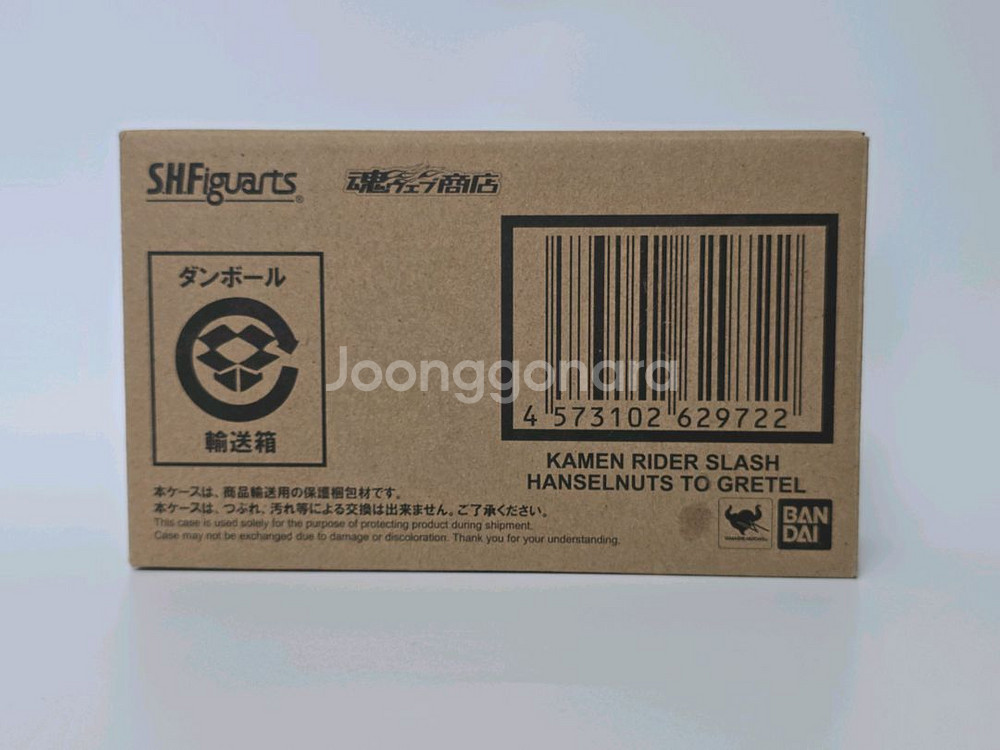 S.H.Figuarts®
魂ウェブ商店
ダンボール
輸送箱
Joonggonara
4 573102 629722
KAMEN RIDER SLASH
HANSELNUTS TO GRETEL
本ケースは、商品輸送用の保護梱包材です。
本ケースは、つぶれ、汚れ等による交換は出来ません。ご了承ください。
This case is used solely for the purpose of protecting product during shipment.
Case may not be exchanged due to damage or discoloration. Thank you for your understanding.
TAMASHII NATIONS
BAN
DAI